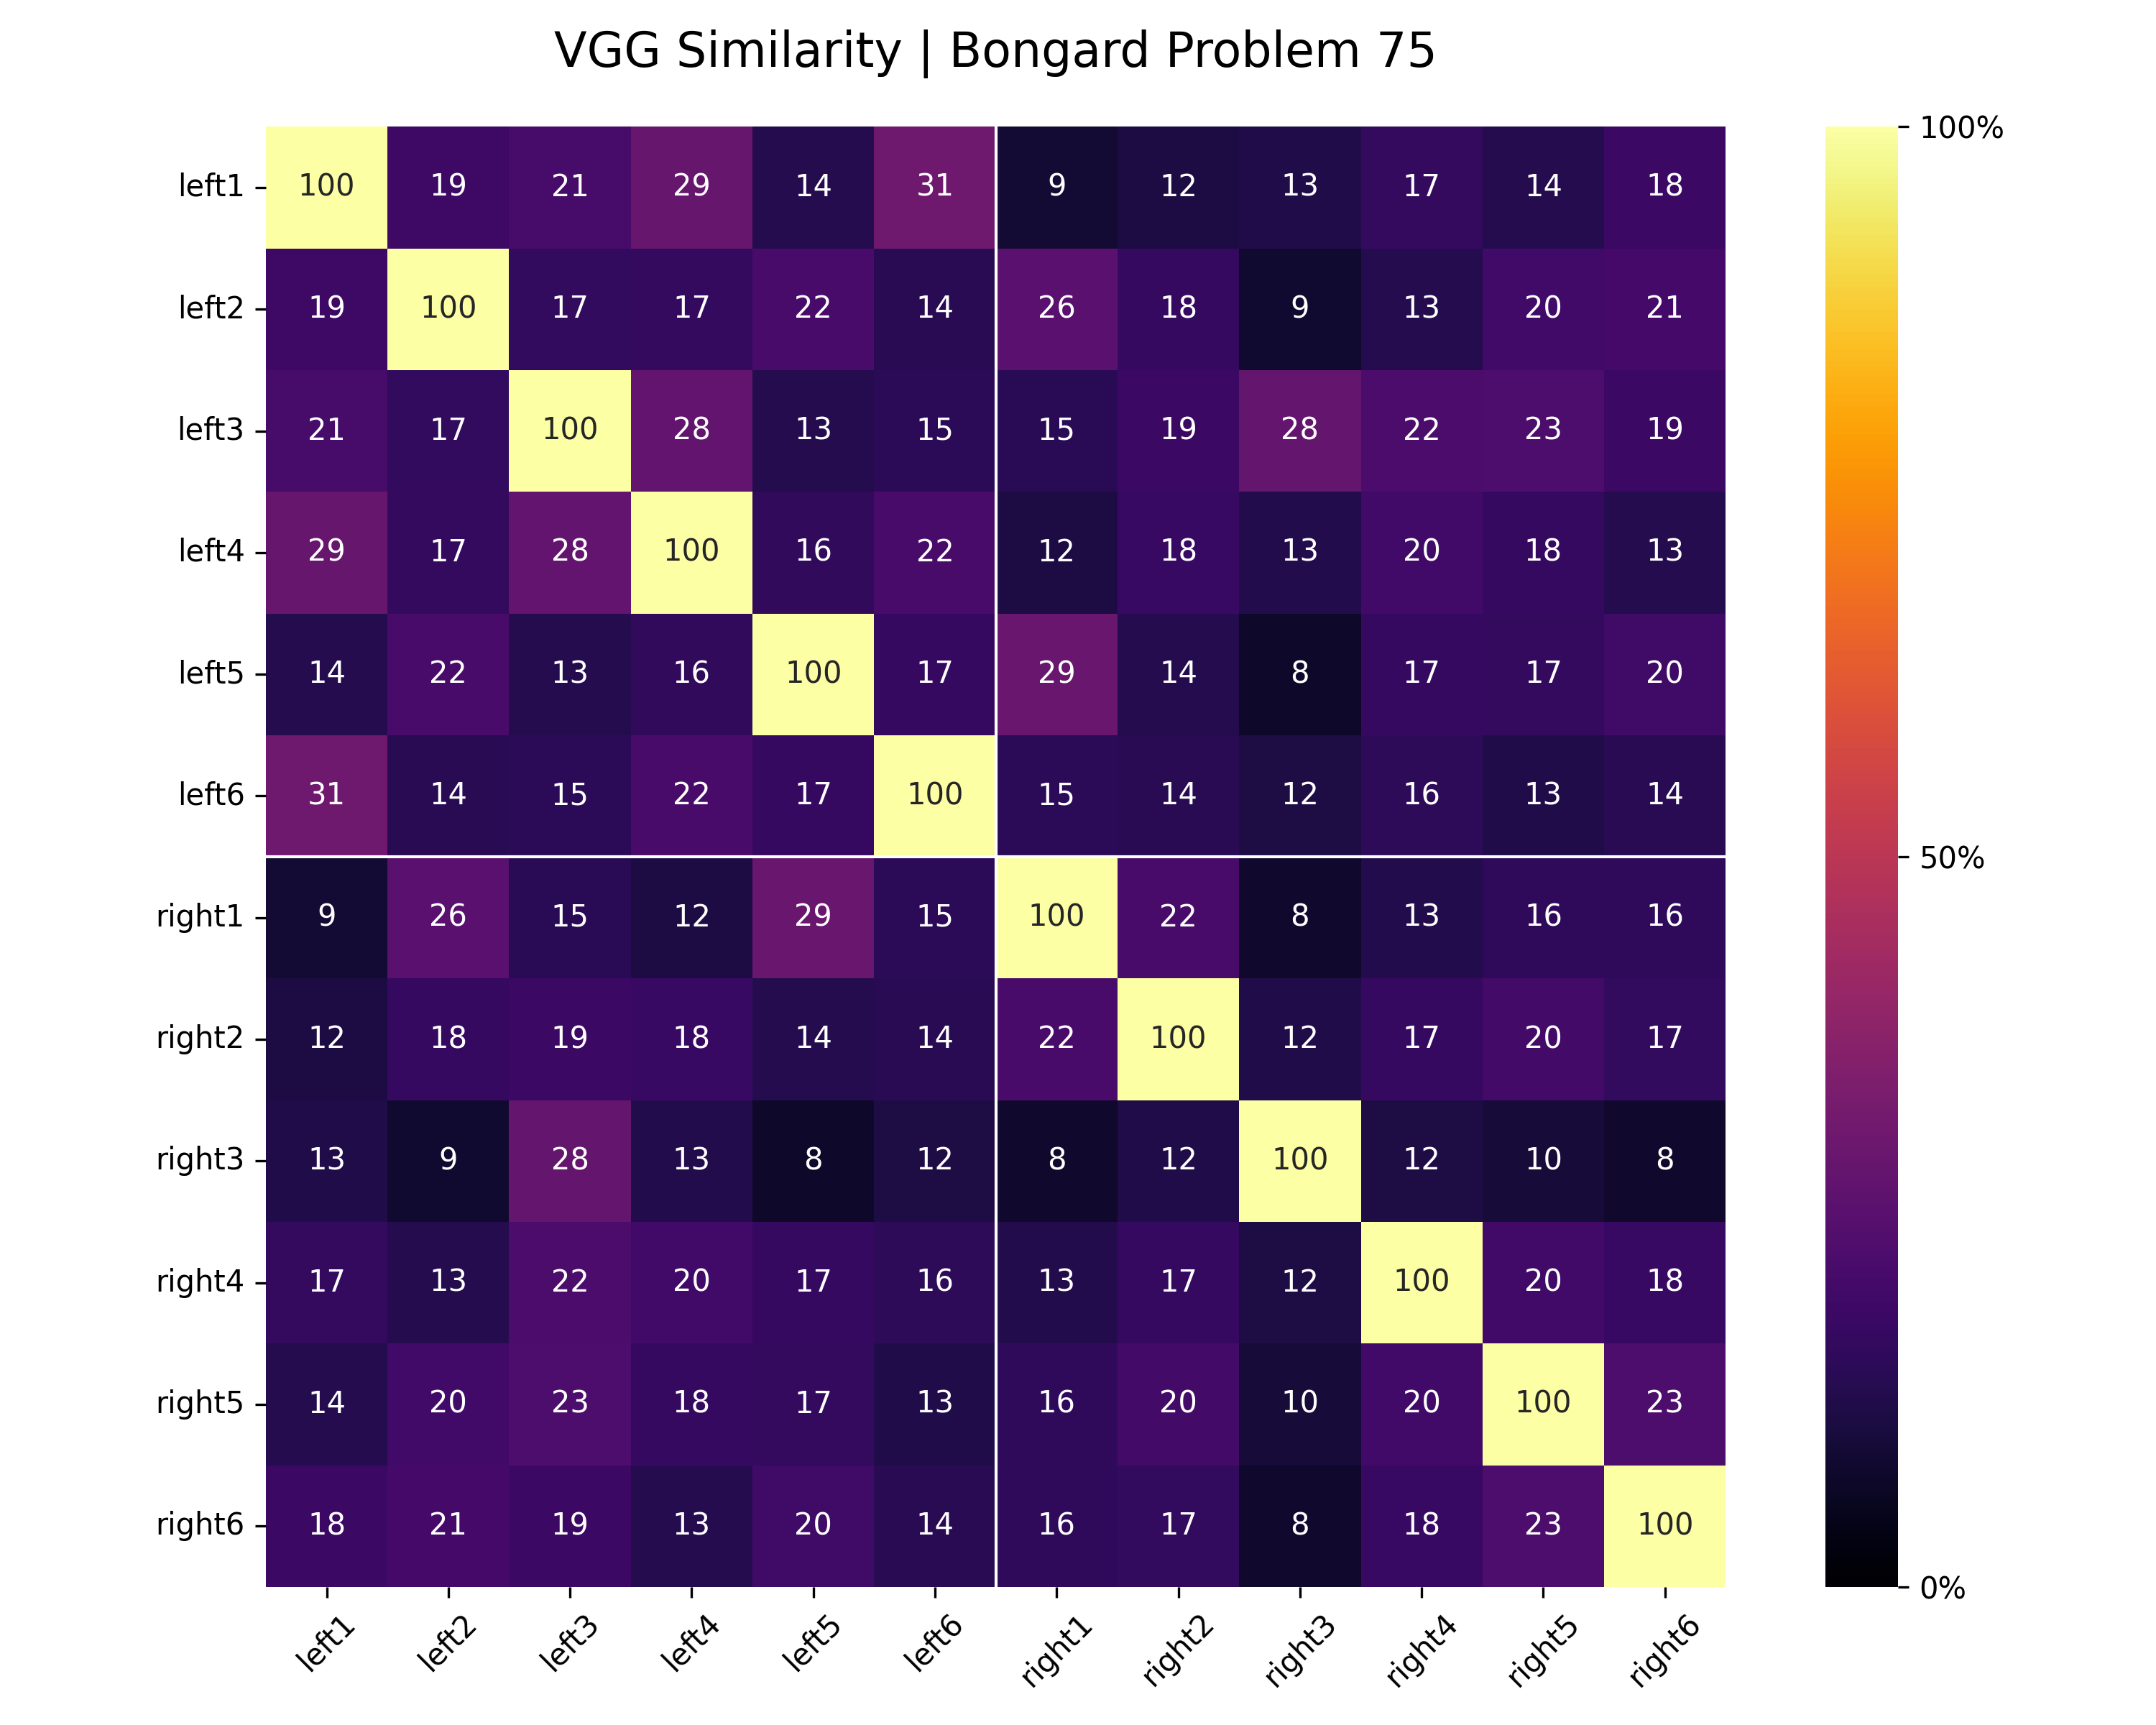 VGG Similarity | Bongard Problem 75
left1 100 19 21 29 14 31 9 12 13 17 14 18
left2 19 100 17 17 22 14 26 18 9 13 20 21
left3 21 17 100 28 13 15 15 19 28 22 23 19
left4 29 17 28 100 16 22 12 18 13 20 18 13
left5 14 22 13 16 100 17 29 14 8 17 17 20
left6 31 14 15 22 17 100 15 14 12 16 13 14
right1 9 26 15 12 29 15 100 22 8 13 16 16
right2 12 18 19 18 14 14 22 100 12 17 20 17
right3 13 9 28 13 8 12 8 12 100 12 10 8
right4 17 13 22 20 17 16 13 17 12 100 20 18
right5 14 20 23 18 17 13 16 20 10 20 100 23
right6 18 21 19 13 20 14 16 17 8 18 23 100
left1 left2 left3 left4 left5 left6 right1 right2 right3 right4 right5 right6
100%
50%
0%